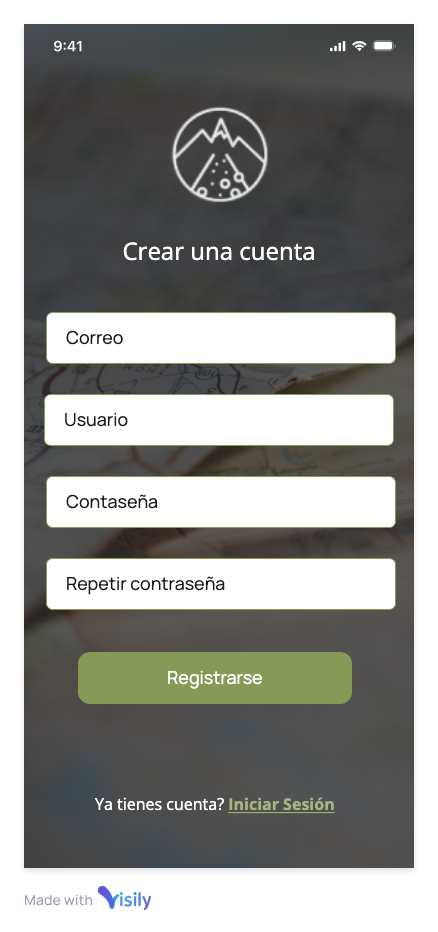 9:41
Crear una cuenta
Correo
Usuario
Contaseña
Repetir contraseña
Registrarse
Ya tienes cuenta? Iniciar Sesión
Made with Visily